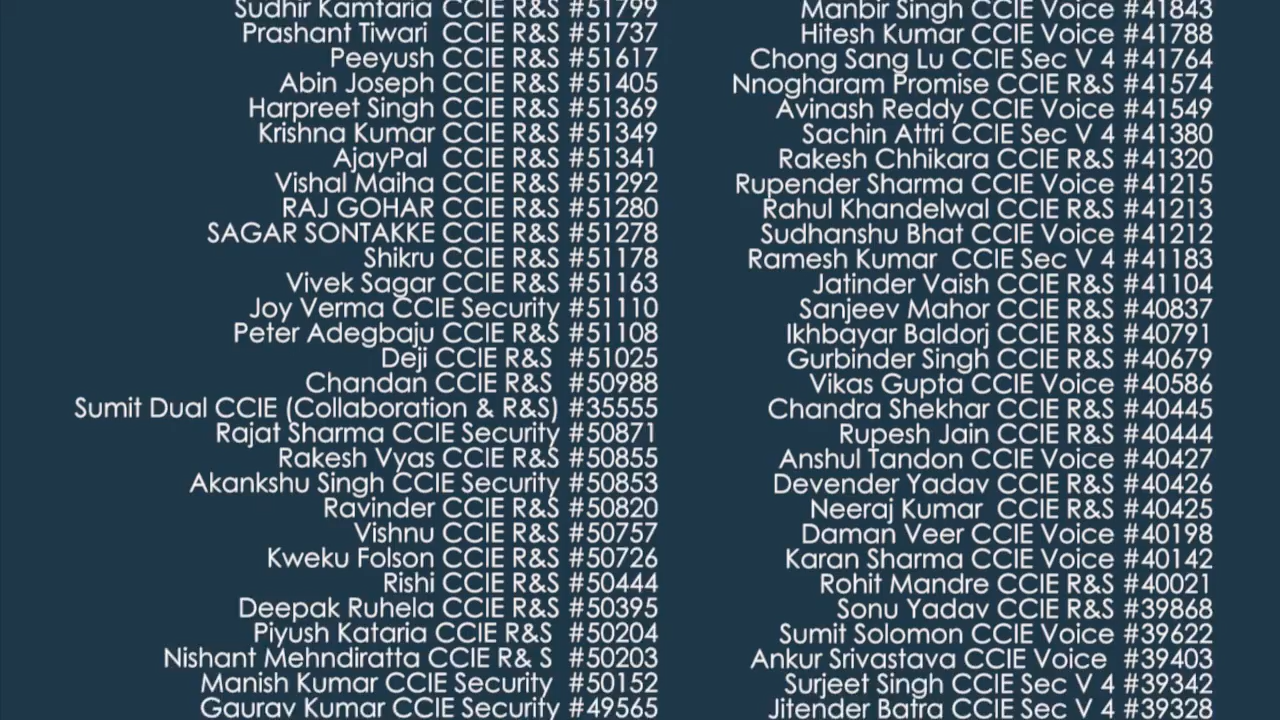 Sudhir Kamtaria CCIE R&S #51799
Prashant Tiwari CCIE R&S #51737
Peeyush CCIE R&S #51617
Abin Joseph CCIE R&S #51405
Harpreet Singh CCIE R&S #51369
Krishna Kumar CCIE R&S #51349
AjayPal CCIE R&S #51341
Vishal Maiha CCIE R&S #51292
RAJ GOHAR CCIE R&S #51280
SAGAR SONTAKKE CCIE R&S #51278
Shikru CCIE R&S #51178
Vivek Sagar CCIE R&S #51163
Joy Verma CCIE Security #51110
Peter Adegbaju CCIE R&S #51108
Deji CCIE R&S #51025
Chandan CCIE R&S #50988
Sumit Dual CCIE (Collaboration & R&S) #35555
Rajat Sharma CCIE Security #50871
Rakesh Vyas CCIE R&S #50855
Akankshu Singh CCIE Security #50853
Ravinder CCIE R&S #50820
Vishnu CCIE R&S #50757
Kweku Folson CCIE R&S #50726
Rishi CCIE R&S #50444
Deepak Ruhela CCIE R&S #50395
Piyush Kataria CCIE R&S #50204
Nishant Mehndiratta CCIE R& S #50203
Manish Kumar CCIE Security #50152
Gaurav Kumar CCIE Security #49565
Manbir Singh CCIE Voice #41843
Hitesh Kumar CCIE Voice #41788
Chong Sang Lu CCIE Sec V 4 #41764
Nnogharam Promise CCIE R&S #41574
Avinash Reddy CCIE Voice #41549
Sachin Attri CCIE Sec V 4 #41380
Rakesh Chhikara CCIE R&S #41320
Rupender Sharma CCIE Voice #41215
Rahul Khandelwal CCIE R&S #41213
Sudhanshu Bhat CCIE Voice #41212
Ramesh Kumar CCIE Sec V 4 #41183
Jatinder Vaish CCIE R&S #41104
Sanjeev Mahor CCIE R&S #40837
Ikhbayar Baldorj CCIE R&S #40791
Gurbinder Singh CCIE R&S #40679
Vikas Gupta CCIE Voice #40586
Chandra Shekhar CCIE R&S #40445
Rupesh Jain CCIE R&S #40444
Anshul Tandon CCIE Voice #40427
Devender Yadav CCIE R&S #40426
Neeraj Kumar CCIE R&S #40425
Daman Veer CCIE Voice #40198
Karan Sharma CCIE Voice #40142
Rohit Mandre CCIE R&S #40021
Sonu Yadav CCIE R&S #39868
Sumit Solomon CCIE Voice #39622
Ankur Srivastava CCIE Voice #39403
Surjeet Singh CCIE Sec V 4 #39342
Jitender Batra CCIE Sec V 4 #39328